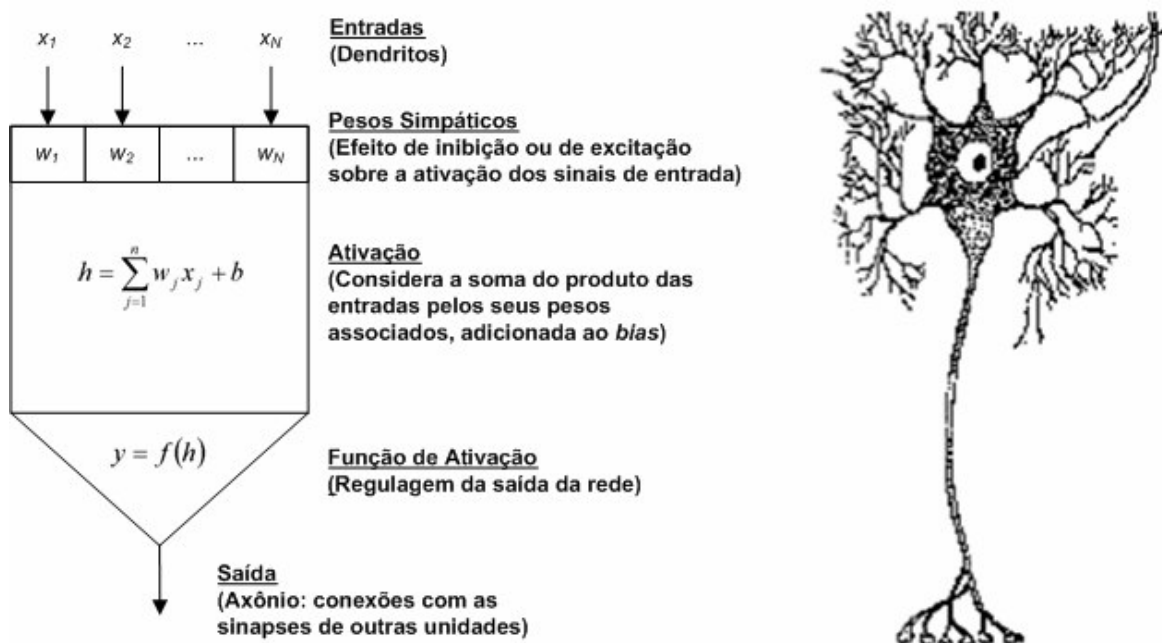 x1 x2 ... xN
Entradas
(Dendritos)
w1 w2 ... wN
Pesos Simpáticos
(Efeito de inibição ou de excitação
sobre a ativação dos sinais de entrada)
h = ∑ⁿⱼ₌₁ wⱼ xⱼ + b
Ativação
(Considera a soma do produto das
entradas pelos seus pesos
associados, adicionada ao bias)
y = f(h)
Função de Ativação
(Regulagem da saída da rede)
Saída
(Axônio: conexões com as
sinapses de outras unidades)